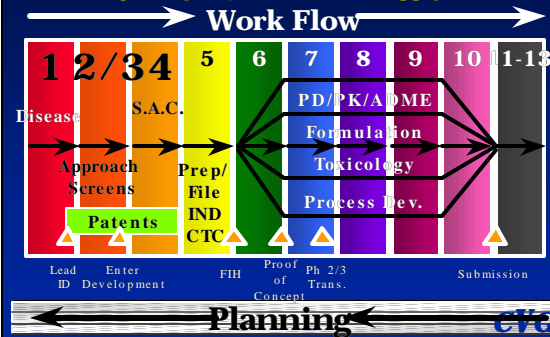 Work Flow
1 2/3 4 5 6 7 8 9 10 11-13
Disease
S.A.C.
Approach
Screens
Patents
Prep/
File
IND
CTC
PD/PK/ADME
Formulation
Toxicology
Process Dev.
Lead
ID
Enter
Development
FIH
Proof
of
Concept
Ph 2/3
Trans.
Submission
Planning